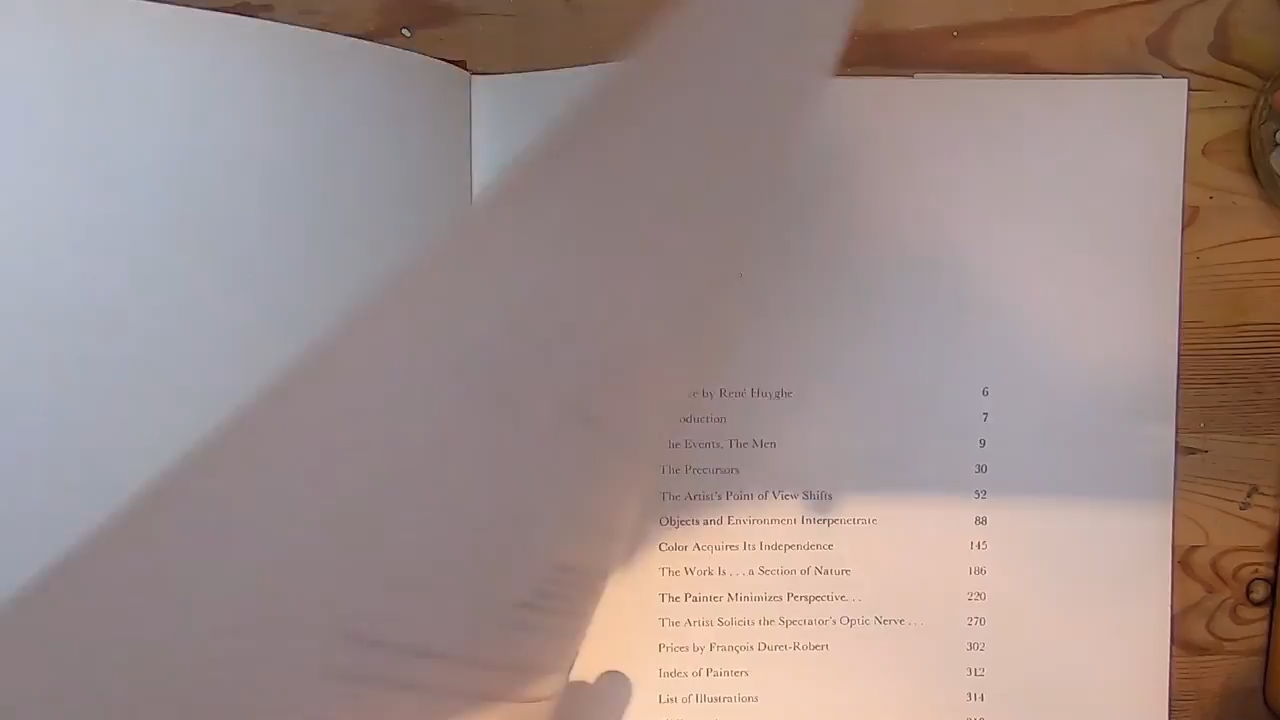 by René Huyghe 6
7
The Events, The Men 9
The Precursors 30
The Artist's Point of View Shifts 52
Objects and Environment Interpenetrate 88
Color Acquires Its Independence 145
The Work Is . . . a Section of Nature 186
The Painter Minimizes Perspective. . . 220
The Artist Solicits the Spectator's Optic Nerve . . . 270
Prices by François Duret-Robert 302
Index of Painters 312
List of Illustrations 314